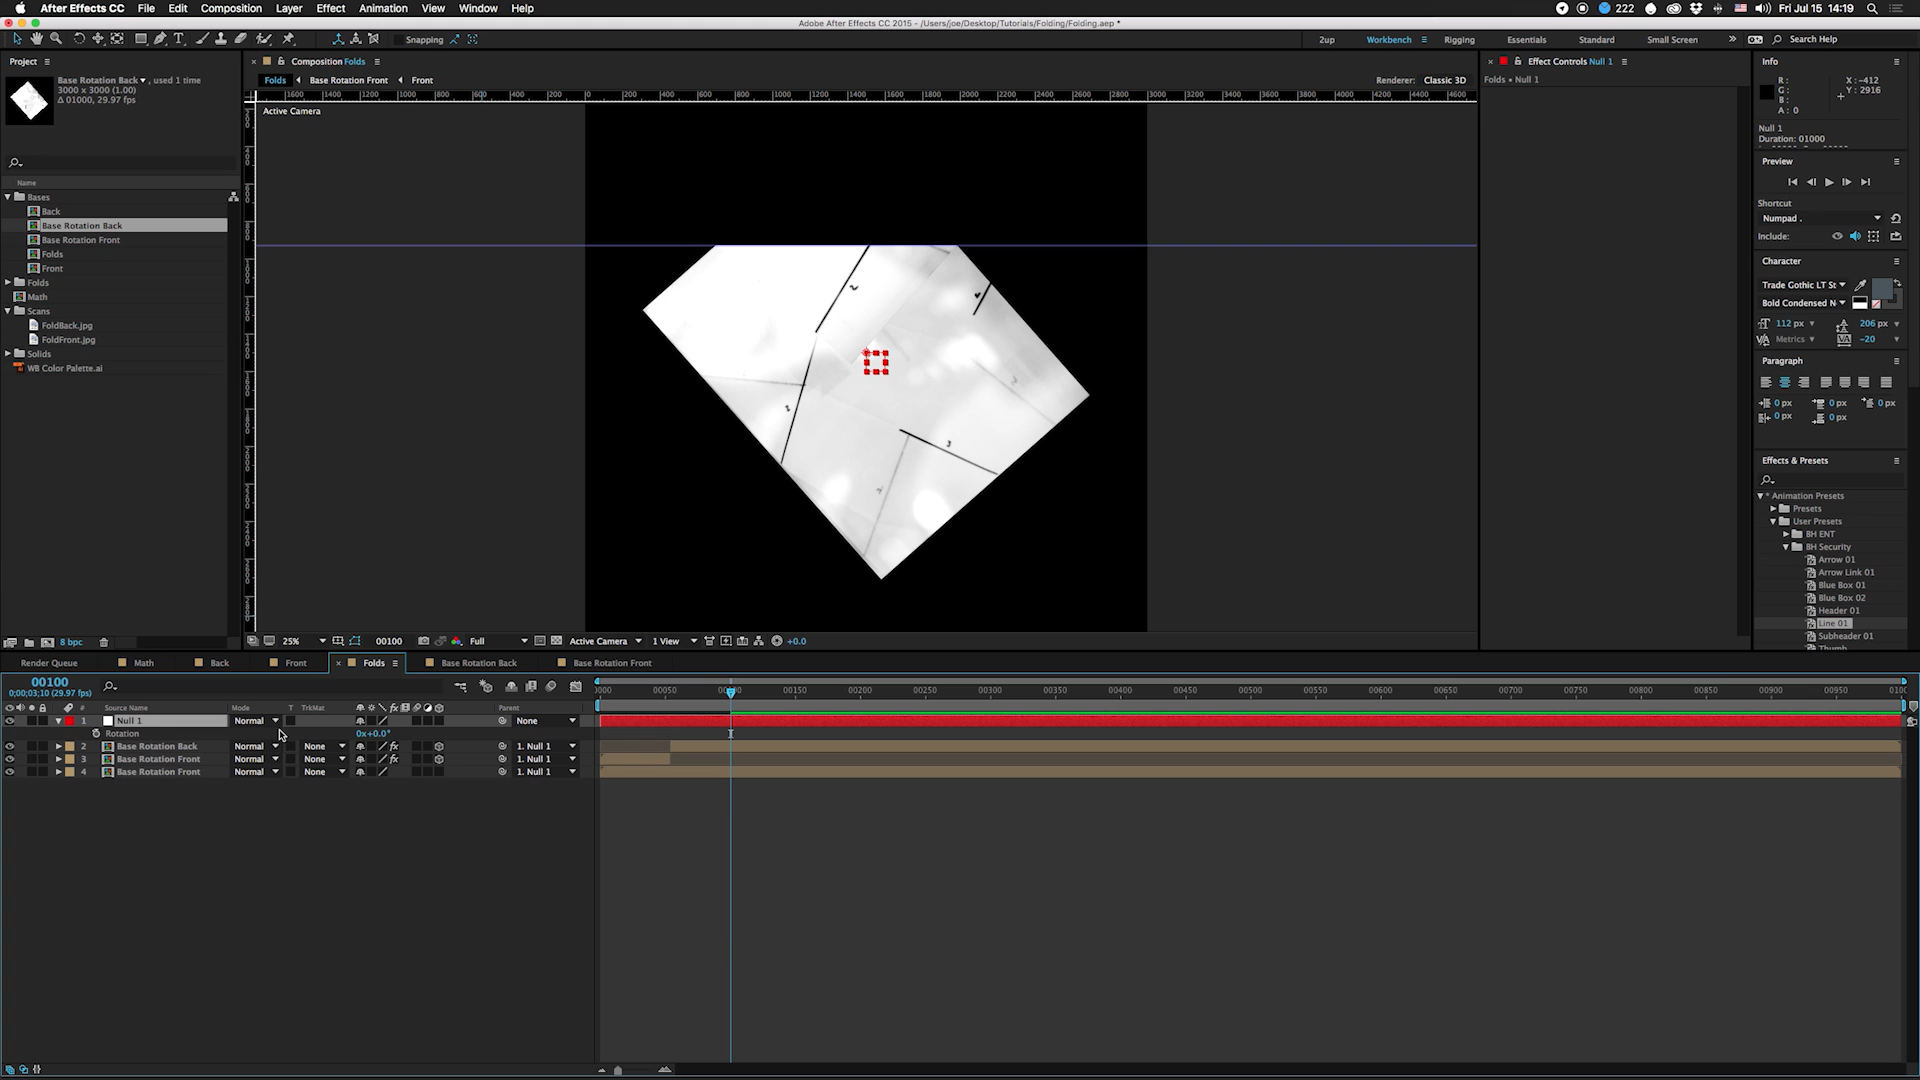 After Effects CC File Edit Composition Layer Effect Animation View Window Help 222 Fri Jul 15 14:19
Adobe After Effects CC 2015 - /Users/joe/Desktop/Tutorials/Folding/Folding.aep *
Snapping 2up Workbench Rigging Essentials Standard Small Screen Search Help
Project
Base Rotation Back , used 1 time
3000 x 3000 (1.00)
Δ 01000, 29.97 fps
Name
Bases
Back
Base Rotation Back
Base Rotation Front
Folds
Front
Folds
Math
Scans
FoldBack.jpg
FoldFront.jpg
Solids
WB Color Palette.ai
8 bpc
Composition Folds
Folds Base Rotation Front Front
Renderer: Classic 3D
Active Camera
25% 00100 Full Active Camera 1 View +0.0
Effect Controls Null 1
Folds • Null 1
Info
R : X : -412
G : Y : 2916
B :
A : 0
Null 1
Duration: 01000
Preview
Shortcut
Numpad .
Include:
Character
Trade Gothic LT St
Bold Condensed N
112 px 206 px
Metrics -20
Paragraph
0 px 0 px 0 px
0 px 0 px
Effects & Presets
* Animation Presets
Presets
User Presets
BH ENT
BH Security
Arrow 01
Arrow Link 01
Blue Box 01
Blue Box 02
Header 01
Line 01
Subheader 01
Thumb
Render Queue Math Back Front Folds Base Rotation Back Base Rotation Front
00100
0;00;03;10 (29.97 fps)
00050 00150 00200 00250 00300 00350 00400 00450 00500 00550 00600 00650 00700 00750 00800 00850 00900 00950
# Source Name Mode T TrkMat Parent
1 Null 1 Normal None
Rotation 0x+0.0°
2 Base Rotation Back Normal None 1. Null 1
3 Base Rotation Front Normal None 1. Null 1
4 Base Rotation Front Normal None 1. Null 1